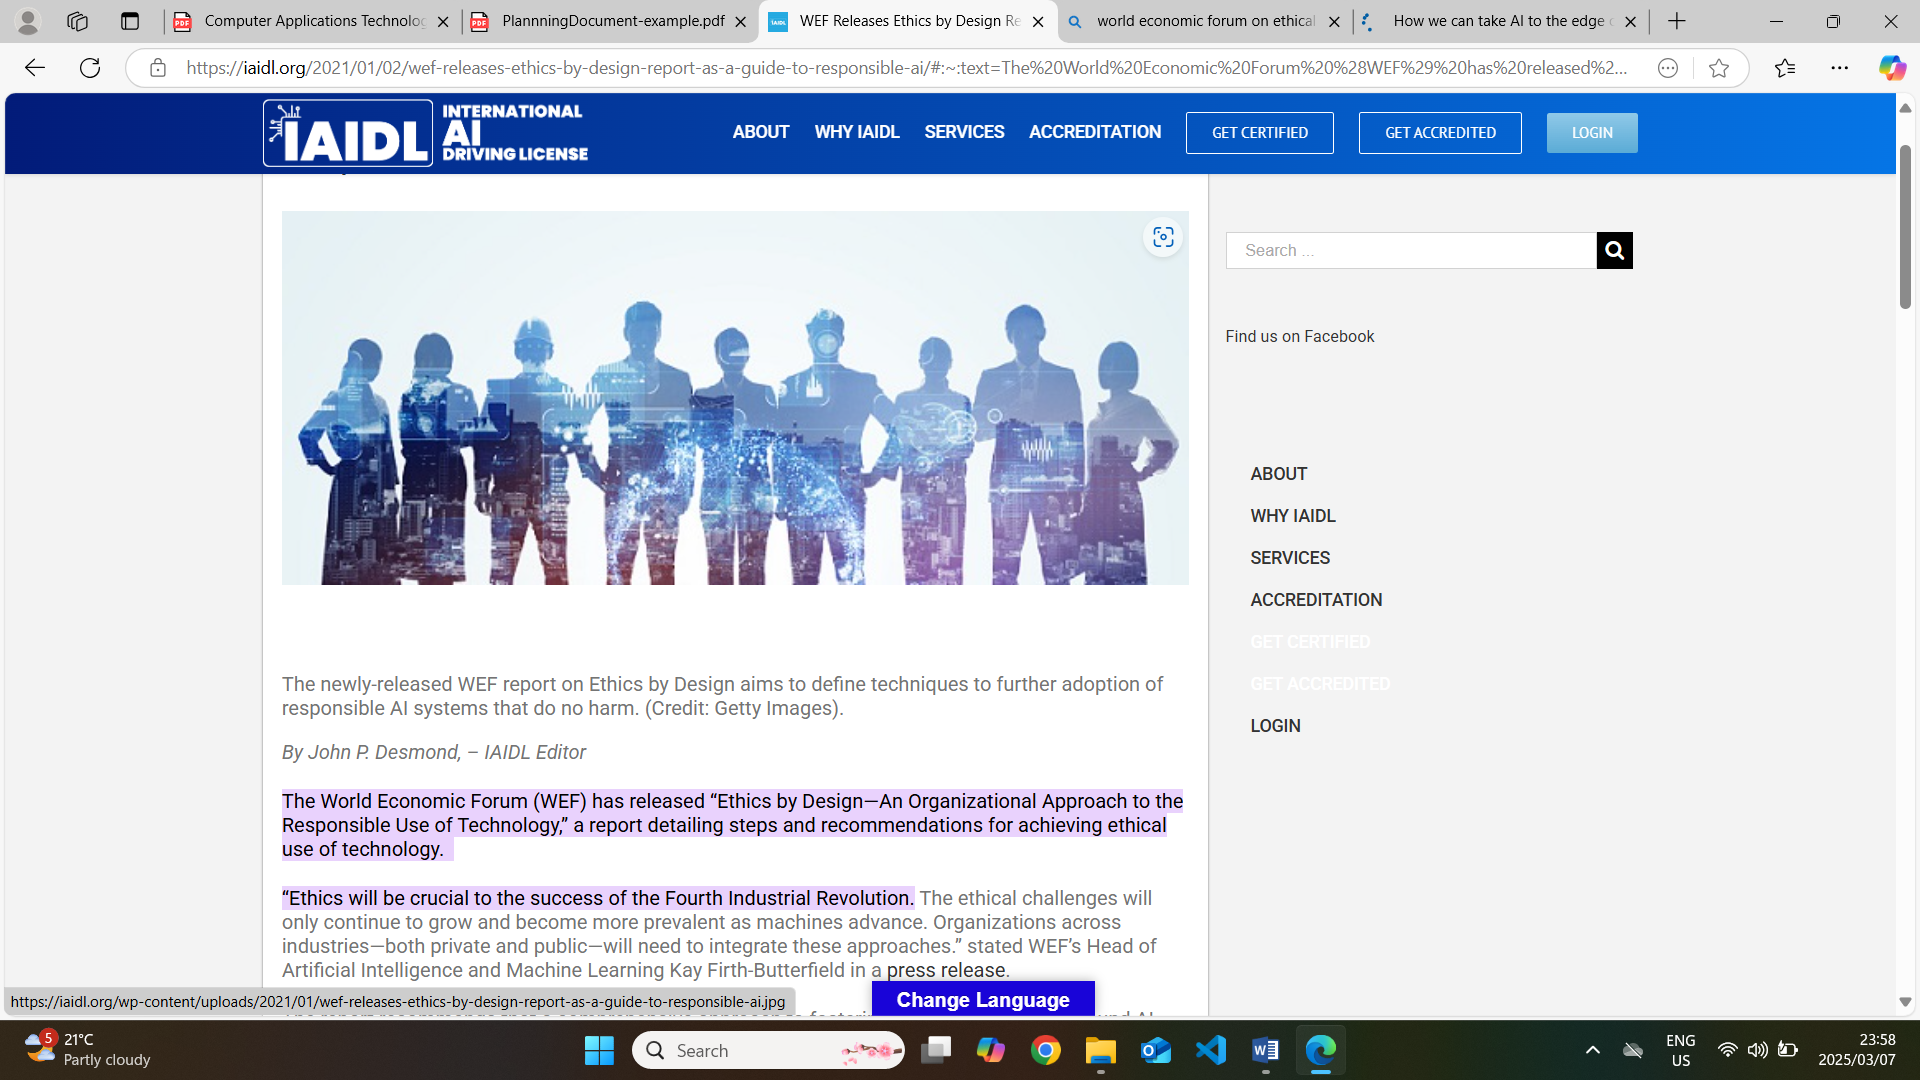 Computer Applications Technolog
PlannningDocument-example.pdf
WEF Releases Ethics by Design Re
world economic forum on ethical
How we can take AI to the edge
https://iaidl.org/2021/01/02/wef-releases-ethics-by-design-report-as-a-guide-to-responsible-ai/#:~:text=The%20World%20Economic%20Forum%20%28WEF%29%20has%20released%2...
IAIDL
INTERNATIONAL
AI
DRIVING LICENSE
ABOUT
WHY IAIDL
SERVICES
ACCREDITATION
GET CERTIFIED
GET ACCREDITED
LOGIN
Search ...
Find us on Facebook
ABOUT
WHY IAIDL
SERVICES
ACCREDITATION
GET CERTIFIED
GET ACCREDITED
LOGIN
The newly-released WEF report on Ethics by Design aims to define techniques to further adoption of
responsible AI systems that do no harm. (Credit: Getty Images).
By John P. Desmond, – IAIDL Editor
The World Economic Forum (WEF) has released “Ethics by Design—An Organizational Approach to the
Responsible Use of Technology,” a report detailing steps and recommendations for achieving ethical
use of technology.
“Ethics will be crucial to the success of the Fourth Industrial Revolution. The ethical challenges will
only continue to grow and become more prevalent as machines advance. Organizations across
industries—both private and public—will need to integrate these approaches.” stated WEF’s Head of
Artificial Intelligence and Machine Learning Kay Firth-Butterfield in a press release.
https://iaidl.org/wp-content/uploads/2021/01/wef-releases-ethics-by-design-report-as-a-guide-to-responsible-ai.jpg
Change Language
5
21°C
Partly cloudy
Search
ENG
US
23:58
2025/03/07